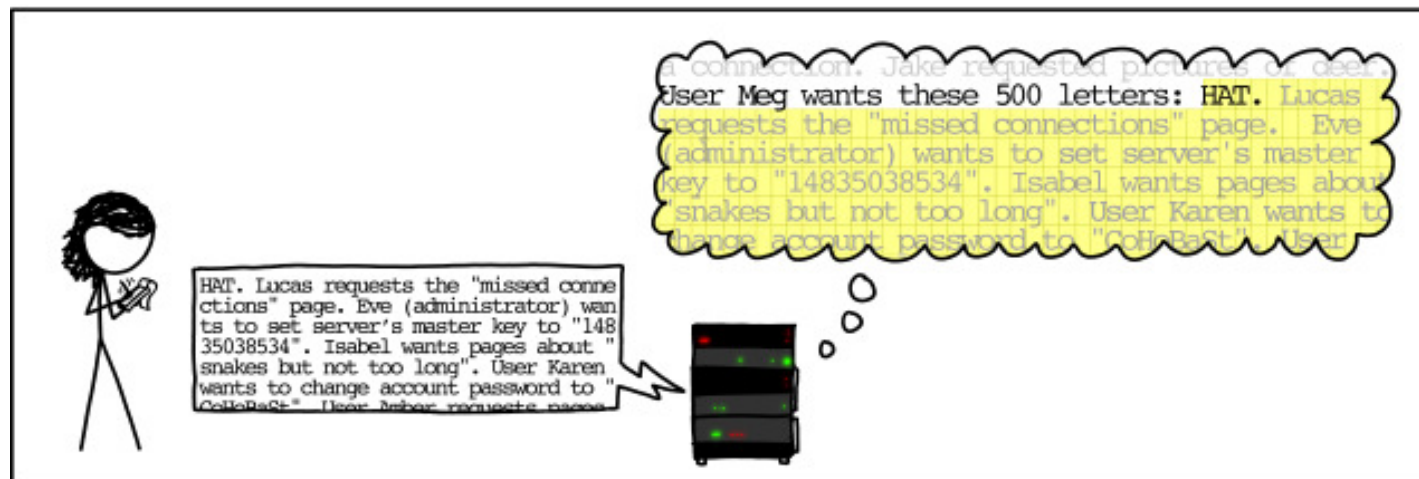 a connection. Jake requested pictures of deer.
User Meg wants these 500 letters: HAT. Lucas
requests the "missed connections" page. Eve
(administrator) wants to set server's master
key to "14835038534". Isabel wants pages about
"snakes but not too long". User Karen wants to
change account password to "CoHoBaSt". User
HAT. Lucas requests the "missed conne
ctions" page. Eve (administrator) wan
ts to set server's master key to "148
35038534". Isabel wants pages about "
snakes but not too long". User Karen
wants to change account password to "
CoHoBaSt". User Amber requests pages